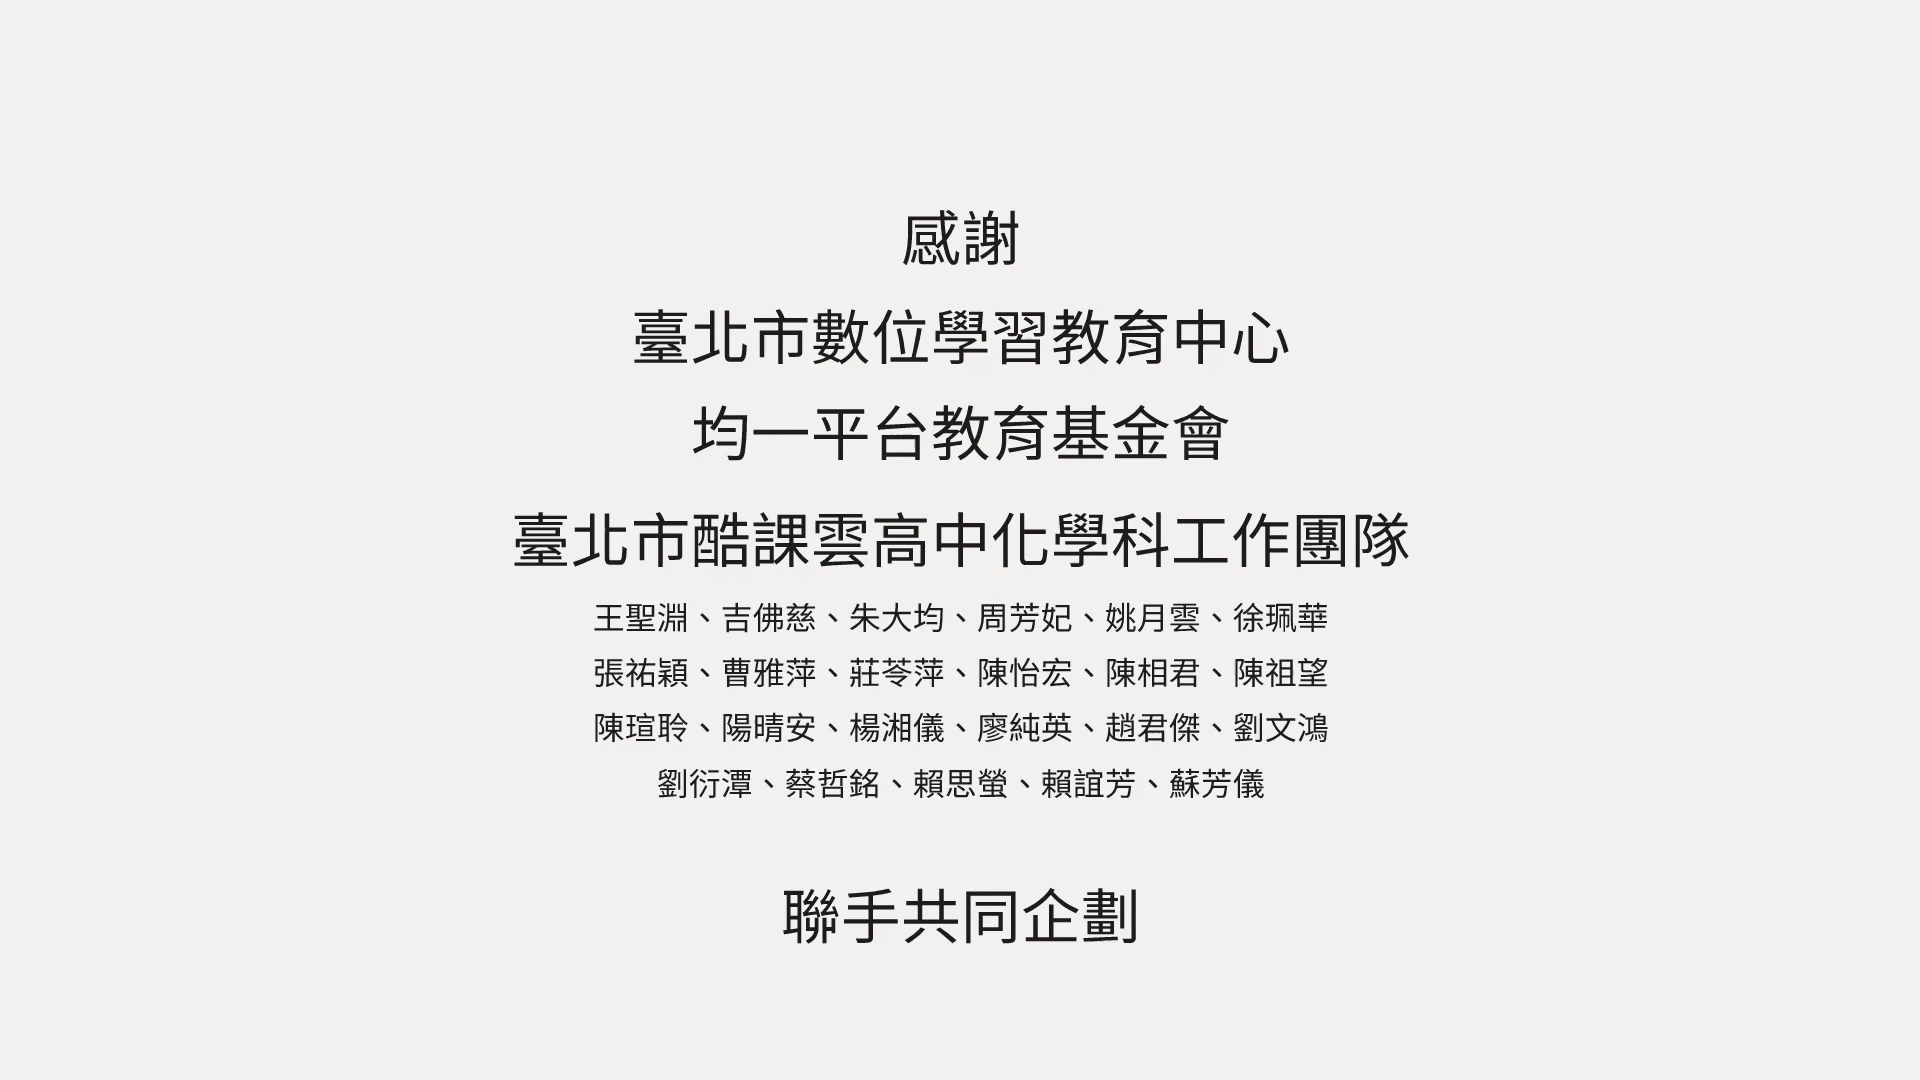 感謝
臺北市數位學習教育中心
均一平台教育基金會
臺北市酷課雲高中化學科工作團隊
王聖淵、吉佛慈、朱大均、周芳妃、姚月雲、徐珮華
張祐穎、曹雅萍、莊苓萍、陳怡宏、陳相君、陳祖望
陳瑄聆、陽晴安、楊湘儀、廖純英、趙君傑、劉文鴻
劉衍潭、蔡哲銘、賴思螢、賴誼芳、蘇芳儀
聯手共同企劃